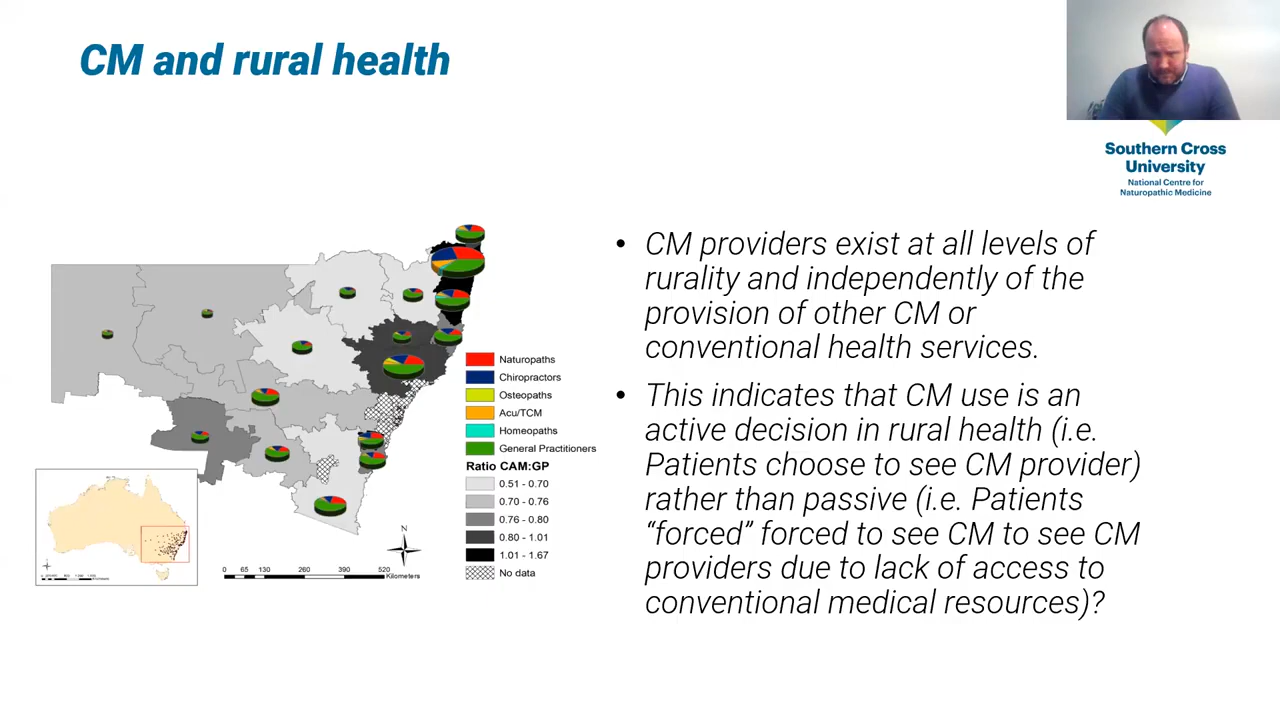 CM and rural health
Southern Cross
University
National Centre for
Naturopathic Medicine
• CM providers exist at all levels of
rurality and independently of the
provision of other CM or
conventional health services.
• This indicates that CM use is an
active decision in rural health (i.e.
Patients choose to see CM provider)
rather than passive (i.e. Patients
“forced” forced to see CM to see CM
providers due to lack of access to
conventional medical resources)?
Naturopaths
Chiropractors
Osteopaths
Acu/TCM
Homeopaths
General Practitioners
Ratio CAM:GP
0.51 - 0.70
0.70 - 0.76
0.76 - 0.80
0.80 - 1.01
1.01 - 1.67
No data
N
0 65 130 260 390 520
Kilometers